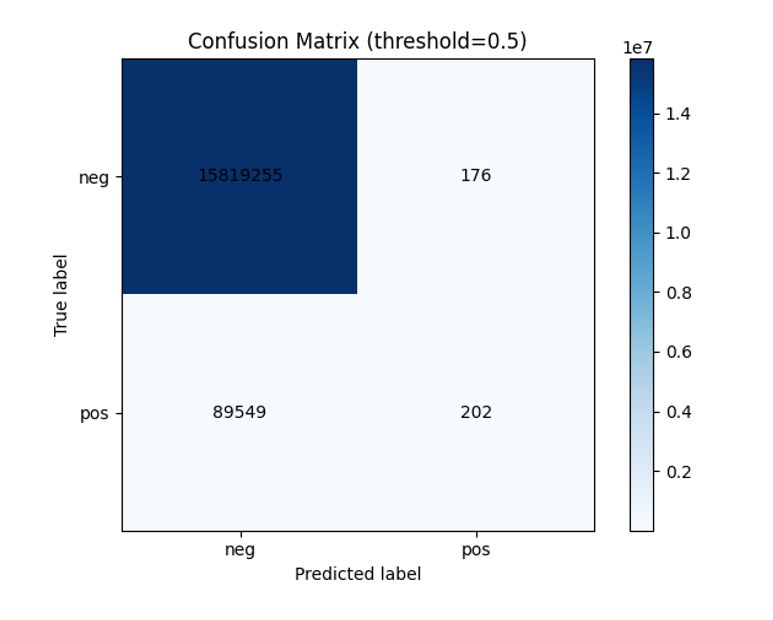 Confusion Matrix (threshold=0.5)
1e7
1.4
neg
15819255
176
1.2
1.0
True label
0.8
0.6
pos
89549
202
0.4
0.2
neg
pos
Predicted label